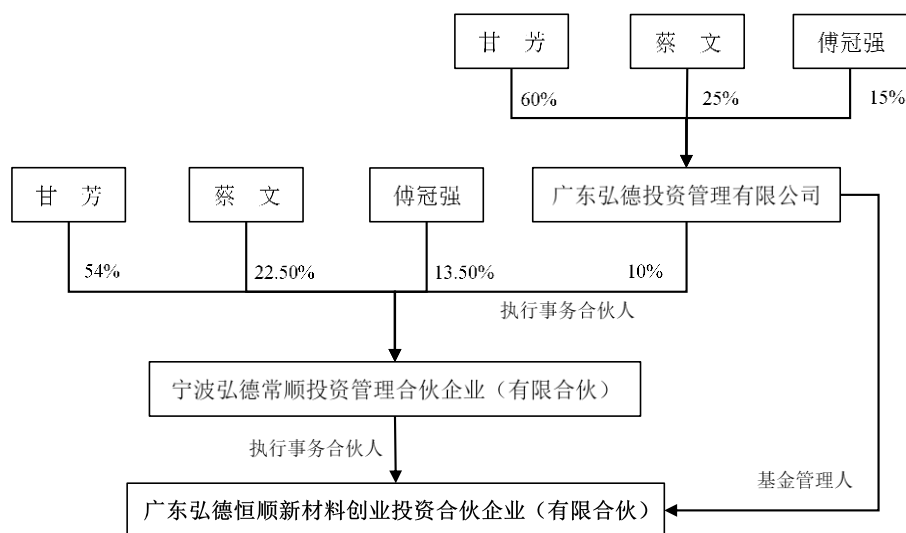 甘 芳
蔡 文
傅冠强
60%
25%
15%
甘 芳
蔡 文
傅冠强
广东弘德投资管理有限公司
54%
22.50%
13.50%
10%
执行事务合伙人
宁波弘德常顺投资管理合伙企业（有限合伙）
执行事务合伙人
基金管理人
广东弘德恒顺新材料创业投资合伙企业（有限合伙）